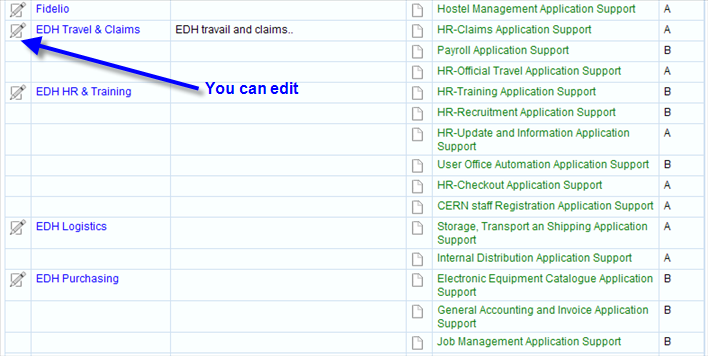 Fidelio Hostel Management Application Support A
EDH Travel & Claims EDH travail and claims.. HR-Claims Application Support A
Payroll Application Support B
HR-Official Travel Application Support A
You can edit
EDH HR & Training HR-Training Application Support B
HR-Recruitment Application Support B
HR-Update and Information Application A
Support
User Office Automation Application Support B
HR-Checkout Application Support A
CERN staff Registration Application Support A
EDH Logistics Storage, Transport an Shipping Application A
Support
Internal Distribution Application Support A
EDH Purchasing Electronic Equipment Catalogue Application B
Support
General Accounting and Invoice Application B
Support
Job Management Application Support B